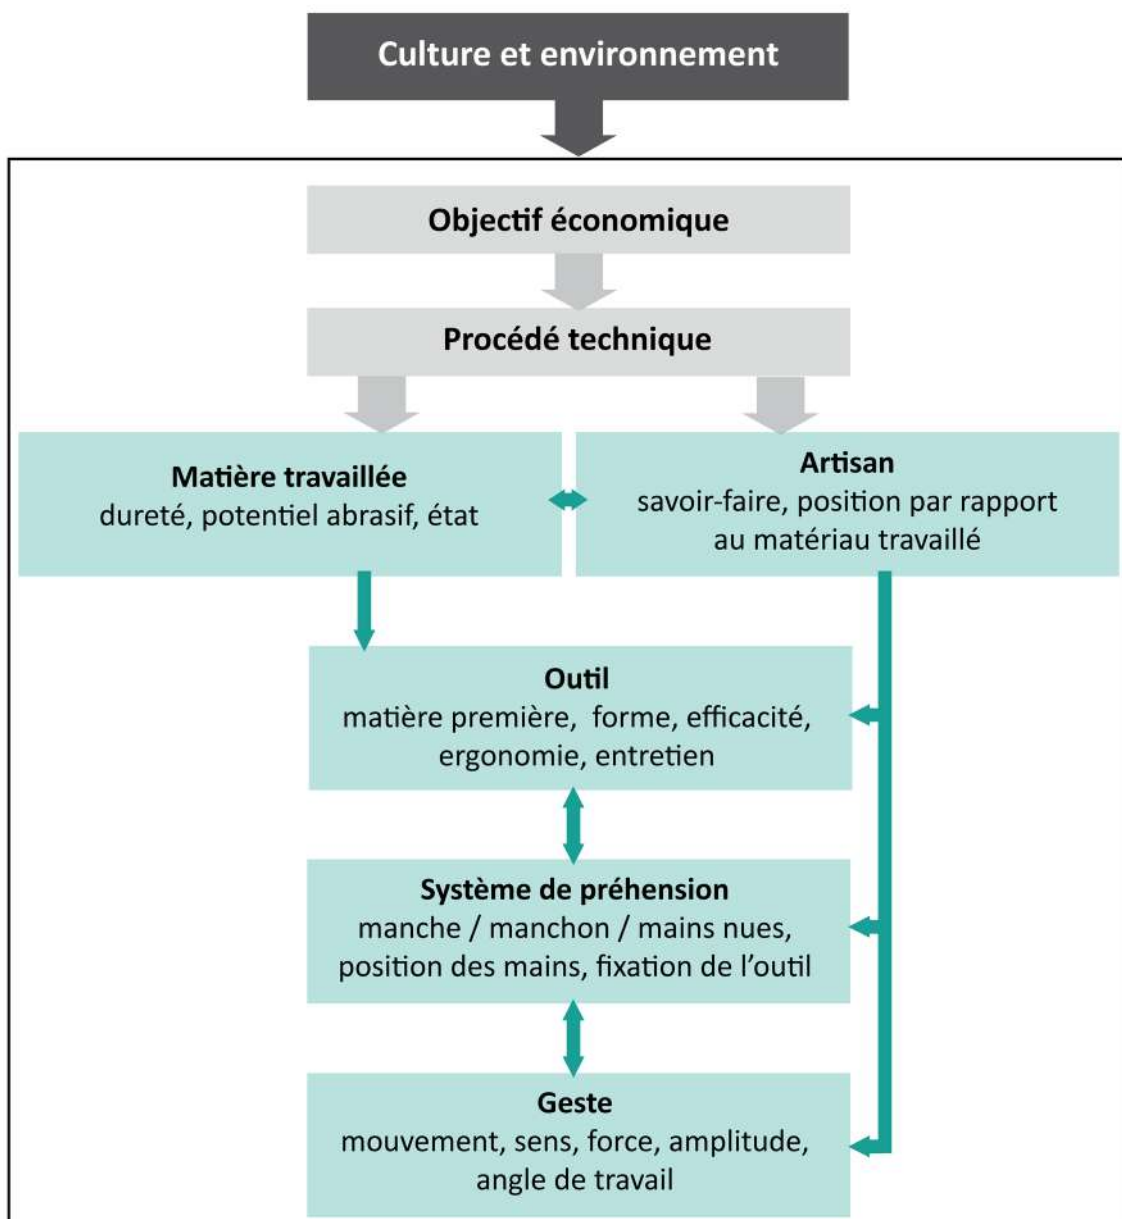 Culture et environnement
Objectif économique
Procédé technique
Matière travaillée
dureté, potentiel abrasif, état
Artisan
savoir-faire, position par rapport
au matériau travaillé
Outil
matière première, forme, efficacité,
ergonomie, entretien
Système de préhension
manche / manchon / mains nues,
position des mains, fixation de l'outil
Geste
mouvement, sens, force, amplitude,
angle de travail